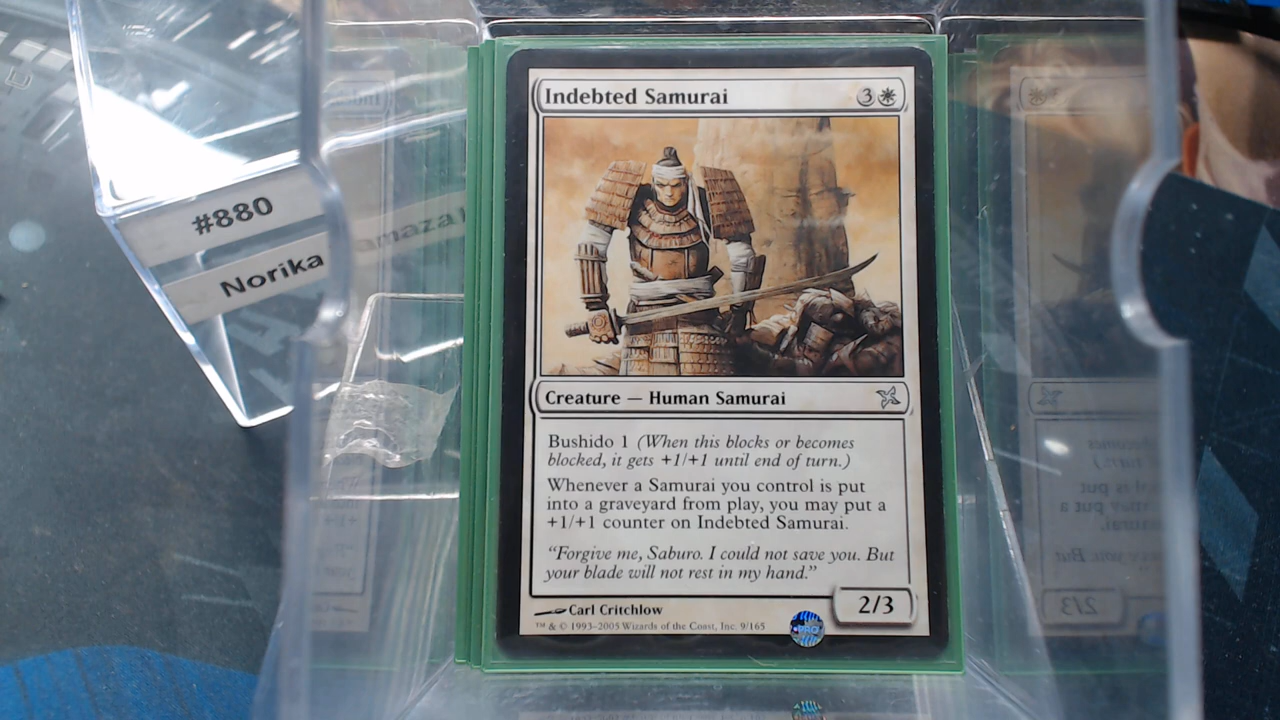 #880
Norika
Indebted Samurai 3
Creature — Human Samurai
Bushido 1 (When this blocks or becomes
blocked, it gets +1/+1 until end of turn.)
Whenever a Samurai you control is put
into a graveyard from play, you may put a
+1/+1 counter on Indebted Samurai.
“Forgive me, Saburo. I could not save you. But
your blade will not rest in my hand.”
2/3
Carl Critchlow
™ & © 1993–2005 Wizards of the Coast, Inc. 9/165
PRO